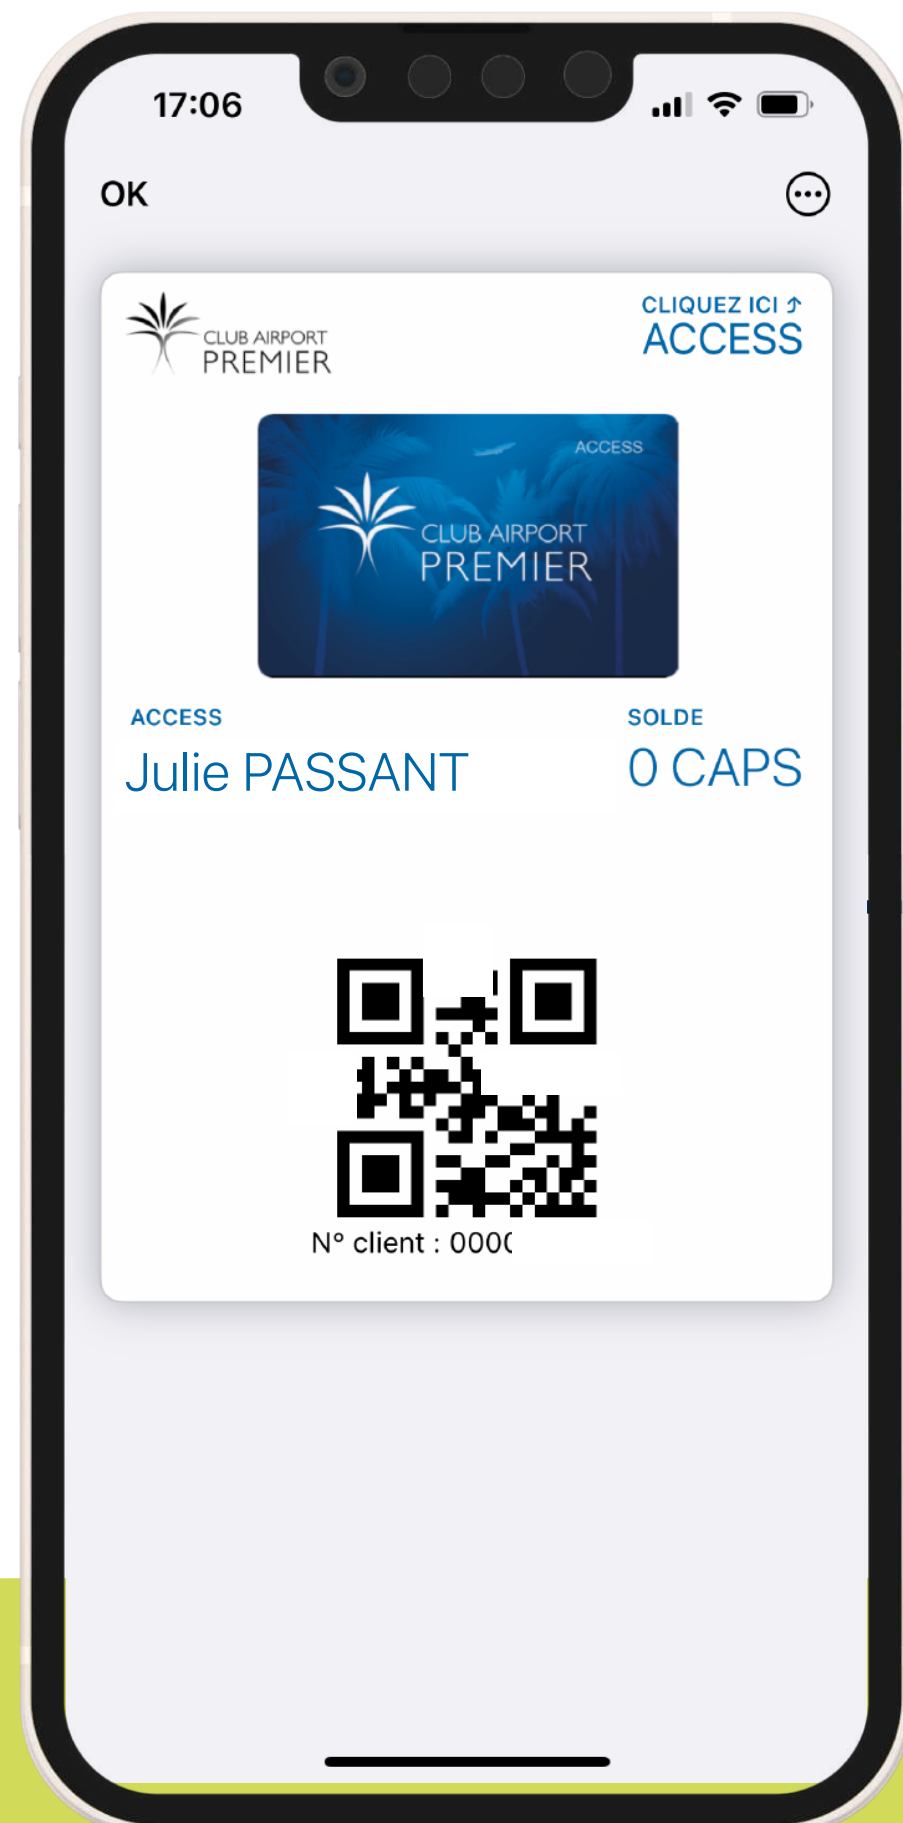 17:06
OK
CLUB AIRPORT
PREMIER
CLIQUEZ ICI
ACCESS
ACCESS
CLUB AIRPORT
PREMIER
ACCESS
SOLDE
Julie PASSANT
0 CAPS
N° client : 000